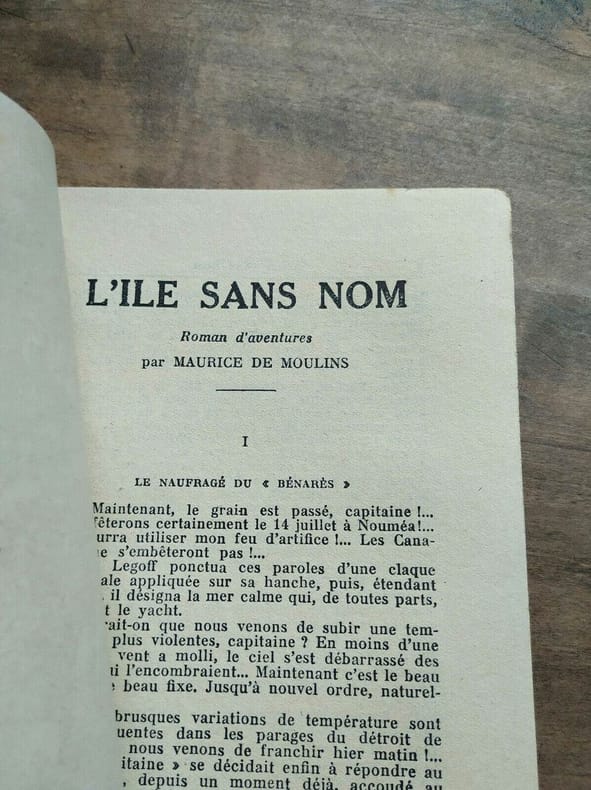 L'ILE SANS NOM
Roman d'aventures
par MAURICE DE MOULINS
I
LE NAUFRAGÉ DU « BÉNARÈS »
Maintenant, le grain est passé, capitaine !...
fêterons certainement le 14 juillet à Nouméa!...
urra utiliser mon feu d'artifice !... Les Cana-
e s'embêteront pas !...
Legoff ponctua ces paroles d'une claque
ale appliquée sur sa hanche, puis, étendant
il désigna la mer calme qui, de toutes parts,
t le yacht.
rait-on que nous venons de subir une tem-
plus violentes, capitaine ? En moins d'une
vent a molli, le ciel s'est débarrassé des
ui l'encombraient... Maintenant c'est le beau
e beau fixe. Jusqu'à nouvel ordre, naturel-
brusques variations de température sont
uentes dans les parages du détroit de
nous venons de franchir hier matin !...
itaine » se décidait enfin à répondre au
, depuis un moment déjà, accoudé au